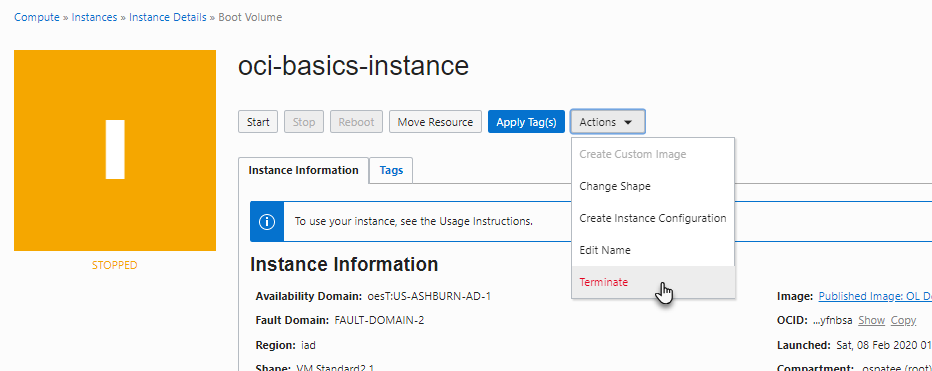 Compute » Instances » Instance Details » Boot Volume
oci-basics-instance
Start Stop Reboot Move Resource Apply Tag(s) Actions
Create Custom Image
Change Shape
Create Instance Configuration
Edit Name
Terminate
Instance Information Tags
To use your instance, see the Usage Instructions.
STOPPED
Instance Information
Availability Domain: oesT:US-ASHBURN-AD-1
Fault Domain: FAULT-DOMAIN-2
Region: iad
Shape: VM.Standard2.1
Image: Published Image: OL De
OCID: ...yfnbsa Show Copy
Launched: Sat, 08 Feb 2020 01
Compartment: ospatee (root)